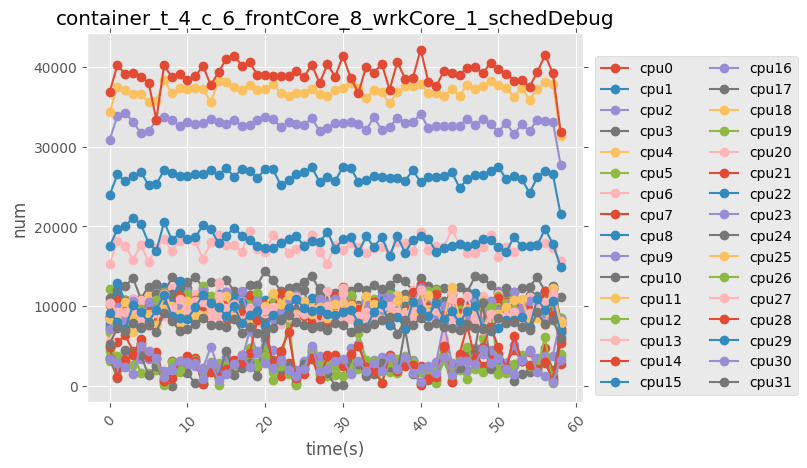 container_t_4_c_6_frontCore_8_wrkCore_1_schedDebug
num
40000
30000
20000
10000
0
0
10
20
30
40
50
60
time(s)
cpu0
cpu1
cpu2
cpu3
cpu4
cpu5
cpu6
cpu7
cpu8
cpu9
cpu10
cpu11
cpu12
cpu13
cpu14
cpu15
cpu16
cpu17
cpu18
cpu19
cpu20
cpu21
cpu22
cpu23
cpu24
cpu25
cpu26
cpu27
cpu28
cpu29
cpu30
cpu31